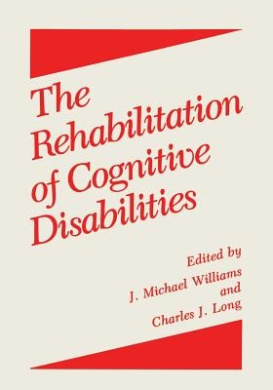 The
Rehabilitation
of Cognitive
Disabilities
Edited by
J. Michael Williams
and
Charles J. Long